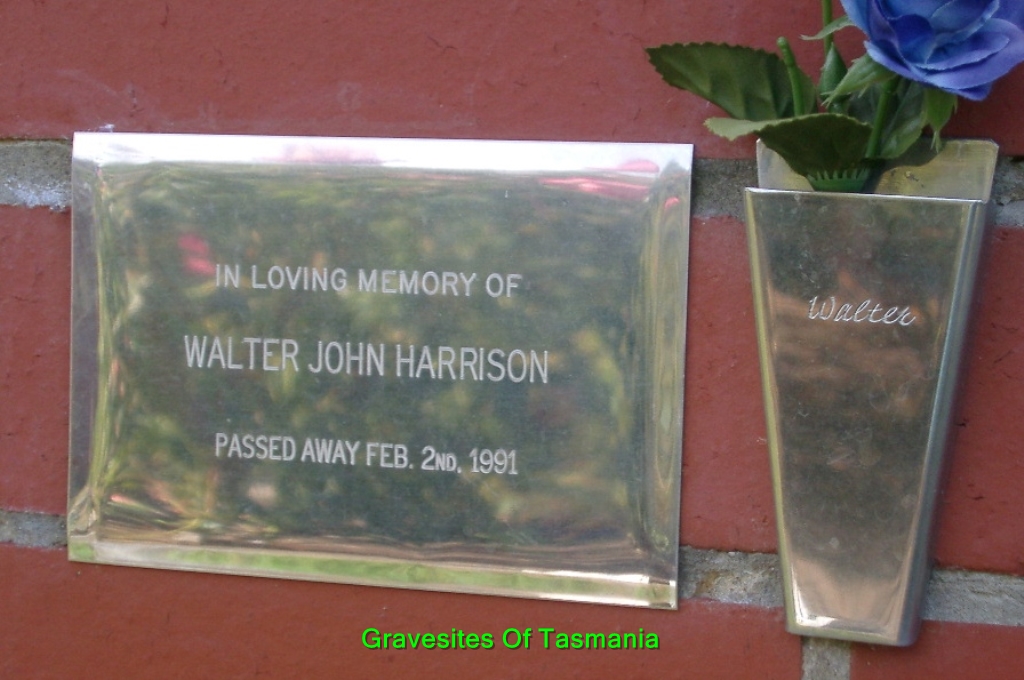 IN LOVING MEMORY OF
WALTER JOHN HARRISON
PASSED AWAY FEB. 2ND, 1991
Walter
Gravesites Of Tasmania